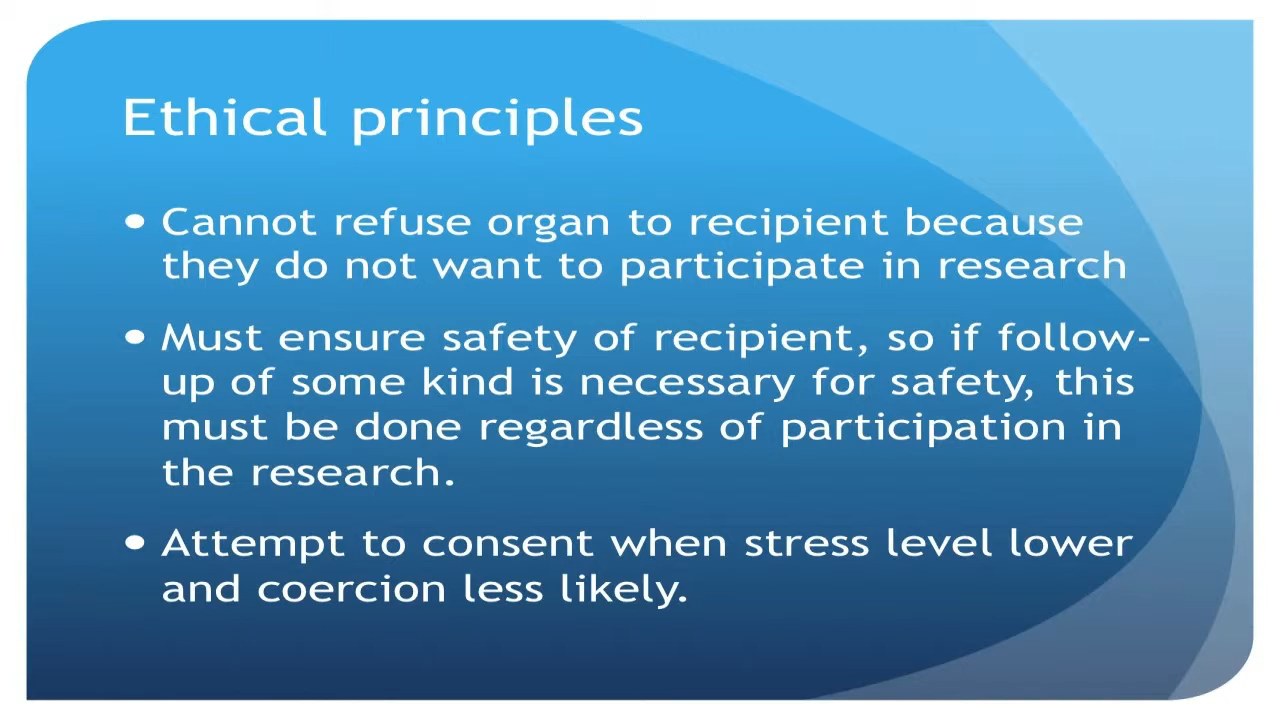 Ethical principles
• Cannot refuse organ to recipient because
they do not want to participate in research
• Must ensure safety of recipient, so if follow-
up of some kind is necessary for safety, this
must be done regardless of participation in
the research.
• Attempt to consent when stress level lower
and coercion less likely.